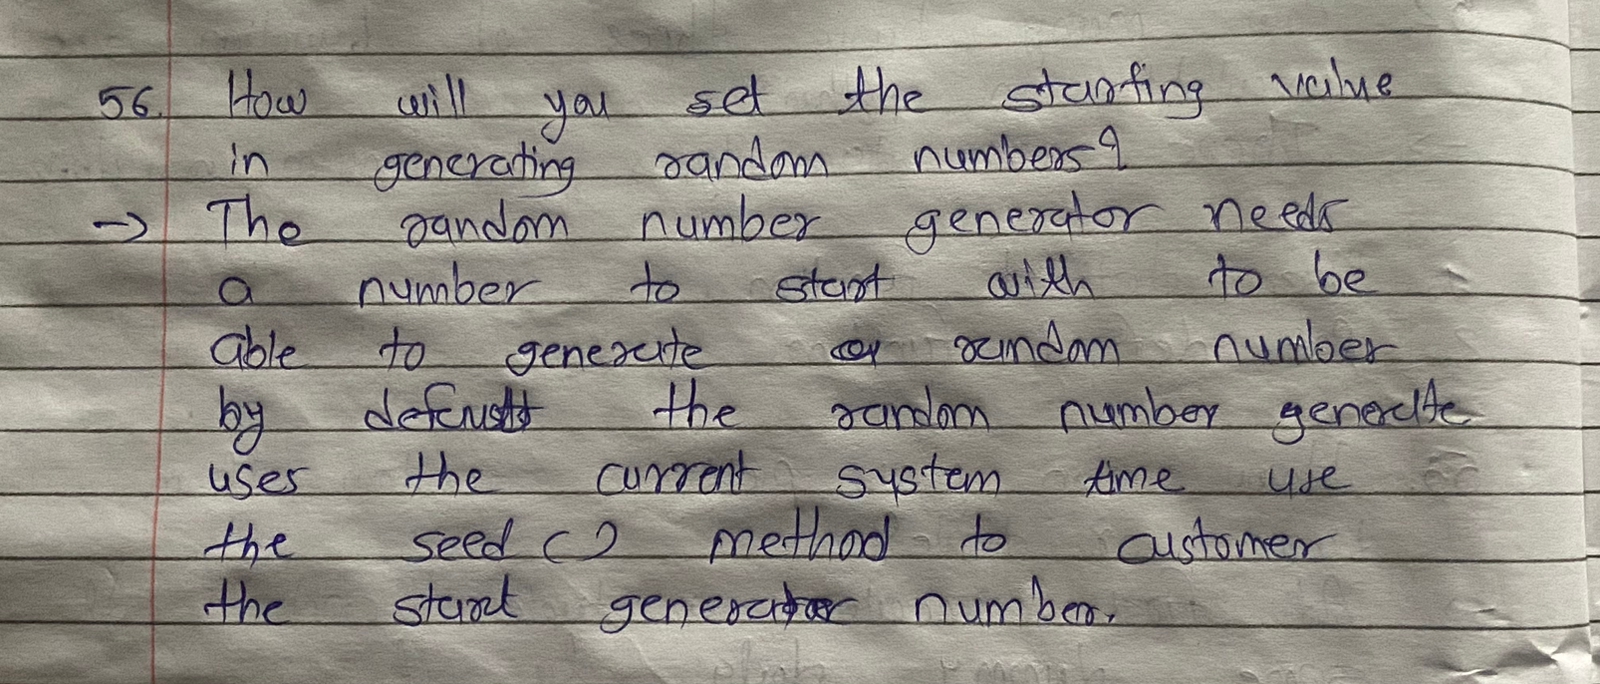 56. How will you set the starting value
in generating random numbers?
→ The random number generator needs
a number to start with to be
able to generate a random number
by default the random number generate
uses the current system time use
the seed() method to customer
the start generator number.